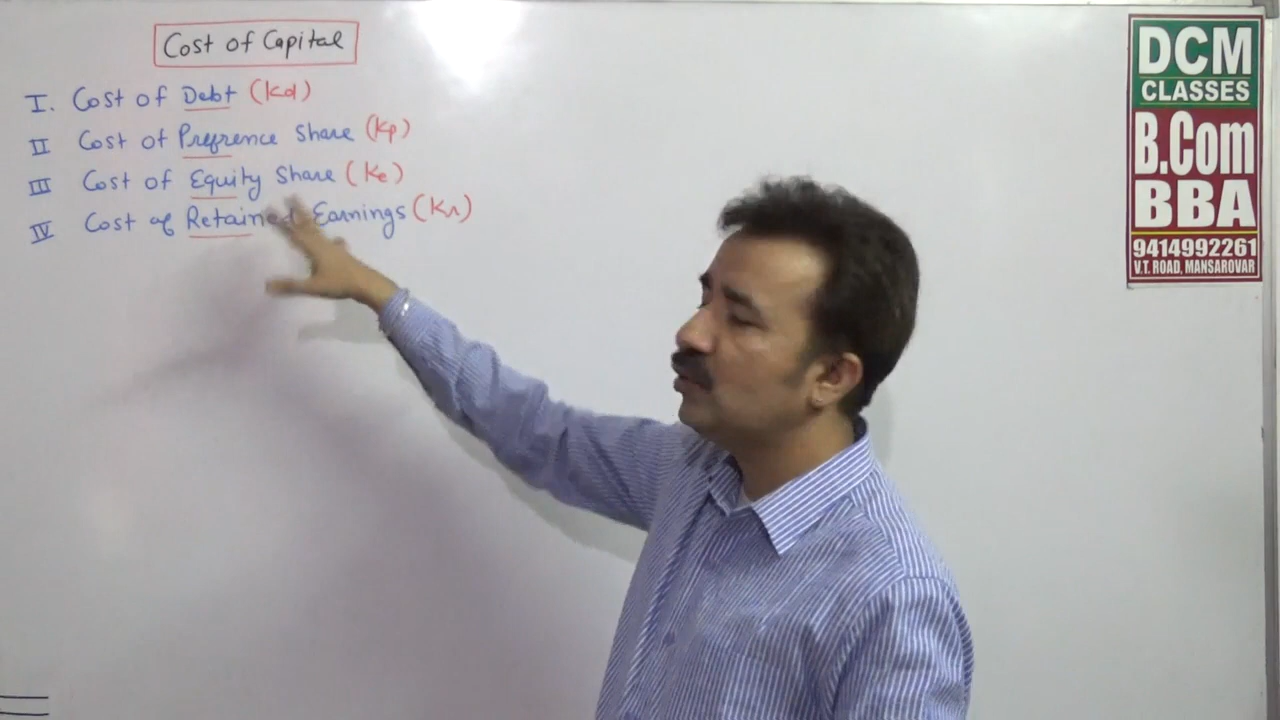 Cost of Capital
I. Cost of Debt (Kd)
II Cost of Prefrence Share (Kp)
III Cost of Equity Share (Ke)
IV Cost of Retained Earnings (Kr)
DCM
CLASSES
B.Com
BBA
9414992261
V.T. ROAD, MANSAROVAR